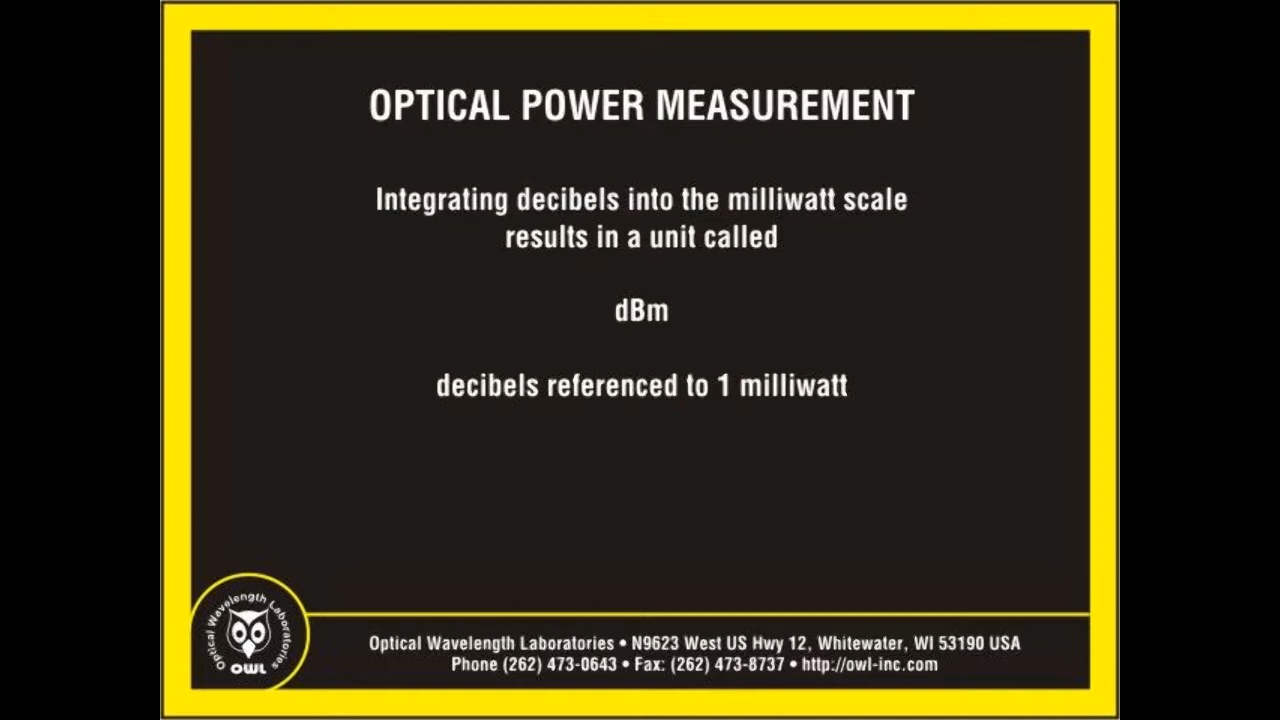 OPTICAL POWER MEASUREMENT
Integrating decibels into the milliwatt scale
results in a unit called
dBm
decibels referenced to 1 milliwatt
Optical Wavelength Laboratories
OWL
Optical Wavelength Laboratories • N9623 West US Hwy 12, Whitewater, WI 53190 USA
Phone (262) 473-0643 • Fax: (262) 473-8737 • http://owl-inc.com